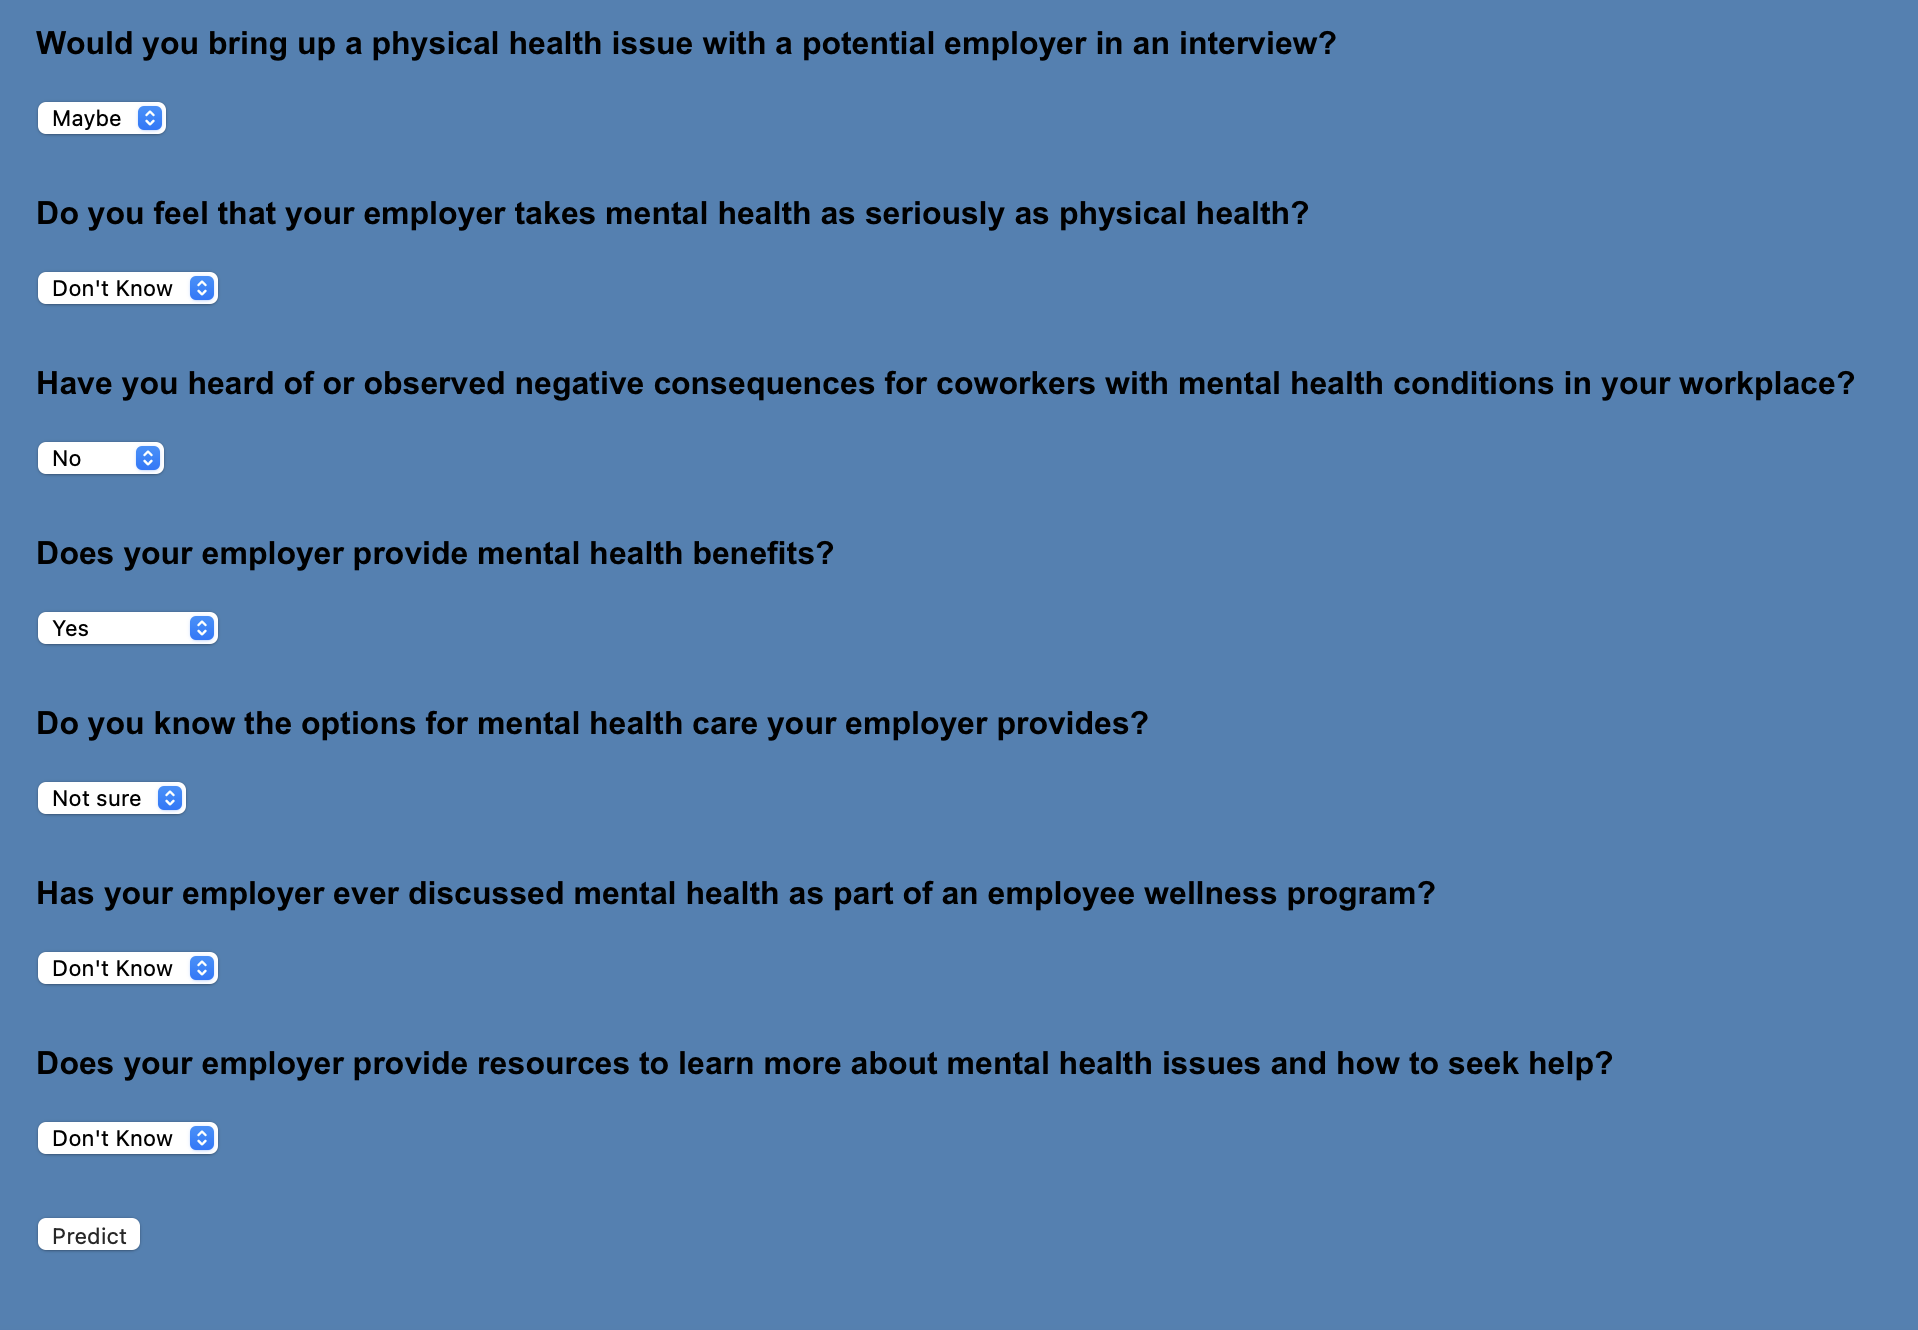 Would you bring up a physical health issue with a potential employer in an interview?
Maybe
Do you feel that your employer takes mental health as seriously as physical health?
Don't Know
Have you heard of or observed negative consequences for coworkers with mental health conditions in your workplace?
No
Does your employer provide mental health benefits?
Yes
Do you know the options for mental health care your employer provides?
Not sure
Has your employer ever discussed mental health as part of an employee wellness program?
Don't Know
Does your employer provide resources to learn more about mental health issues and how to seek help?
Don't Know
Predict